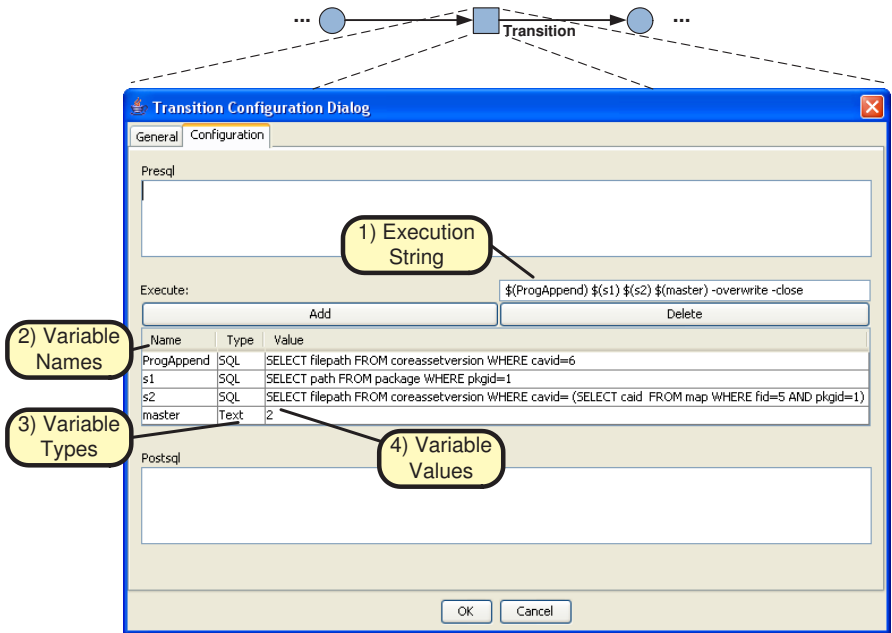 ... ...
Transition
Transition Configuration Dialog
General Configuration
Presql
1) Execution
String
Execute: $(ProgAppend) $(s1) $(s2) $(master) -overwrite -close
Add Delete
2) Variable
Names
Name Type Value
ProgAppend SQL SELECT filepath FROM coreassetversion WHERE cavid=6
s1 SQL SELECT path FROM package WHERE pkgid=1
s2 SQL SELECT filepath FROM coreassetversion WHERE cavid= (SELECT caid FROM map WHERE fid=5 AND pkgid=1)
master Text 2
3) Variable
Types
4) Variable
Values
Postsql
OK Cancel